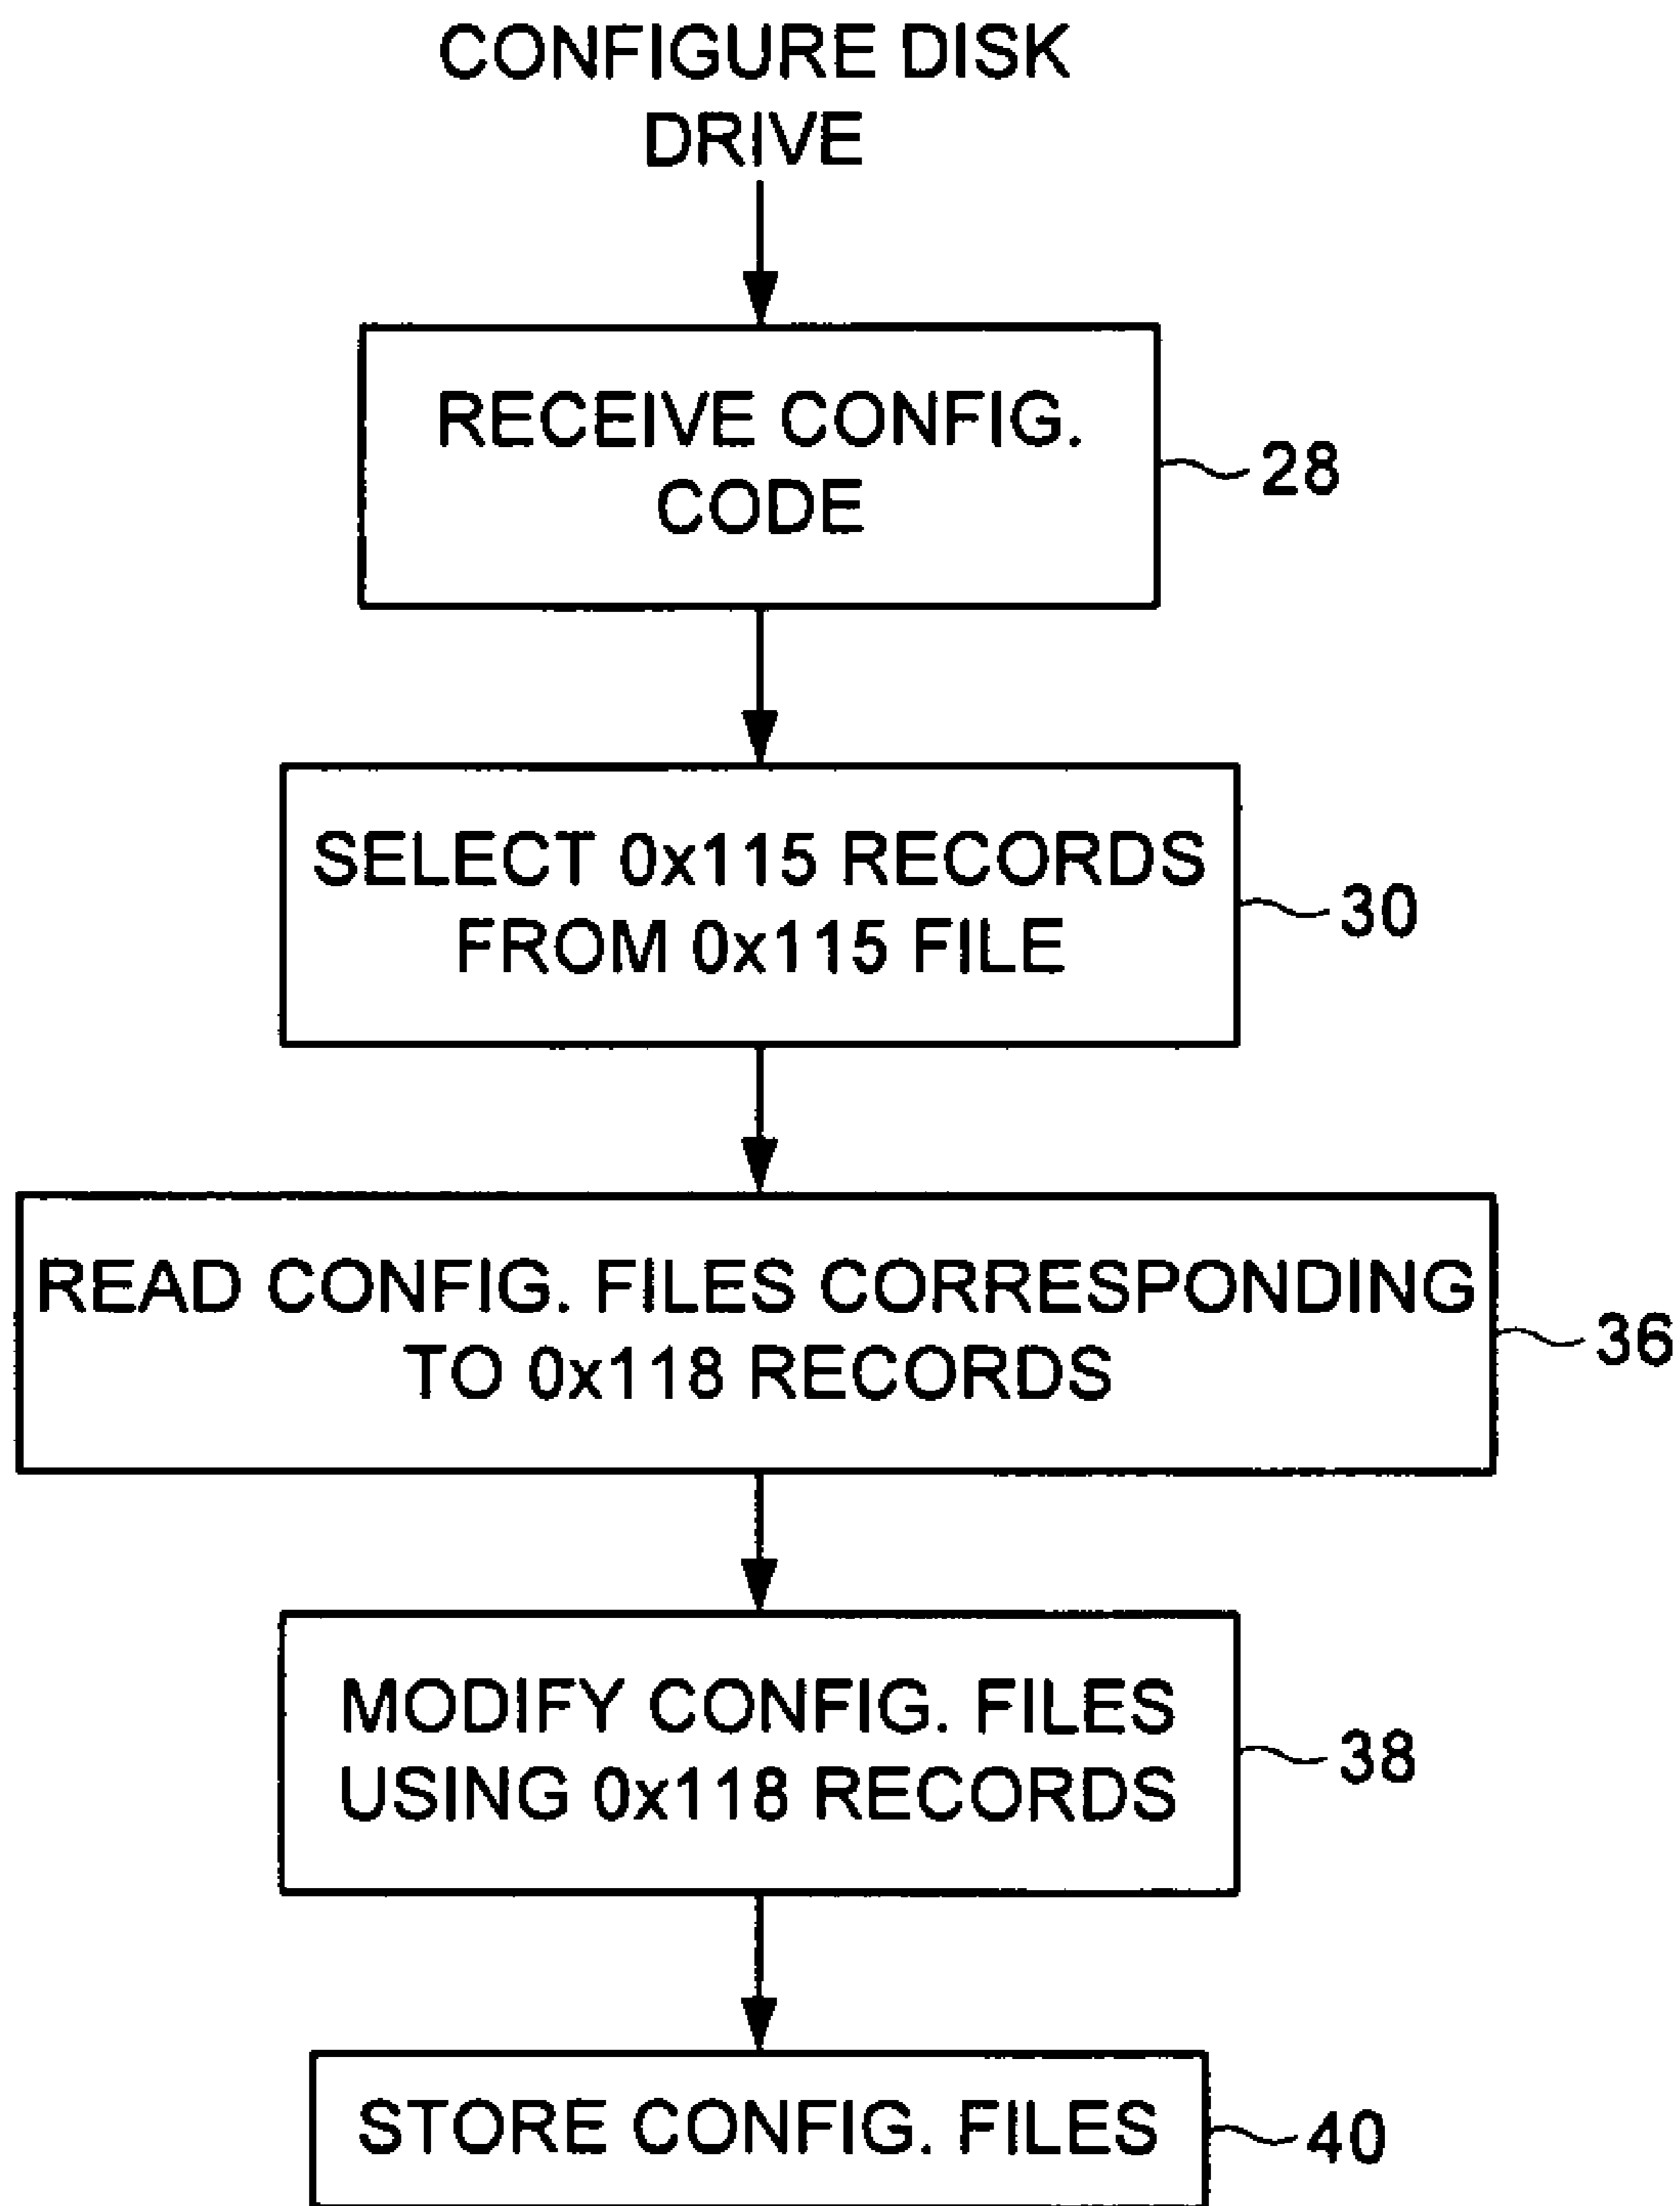 CONFIGURE DISK
DRIVE
RECEIVE CONFIG.
CODE
28
SELECT 0x115 RECORDS
FROM 0x115 FILE
30
READ CONFIG. FILES CORRESPONDING
TO 0x118 RECORDS
36
MODIFY CONFIG. FILES
USING 0x118 RECORDS
38
STORE CONFIG. FILES
40